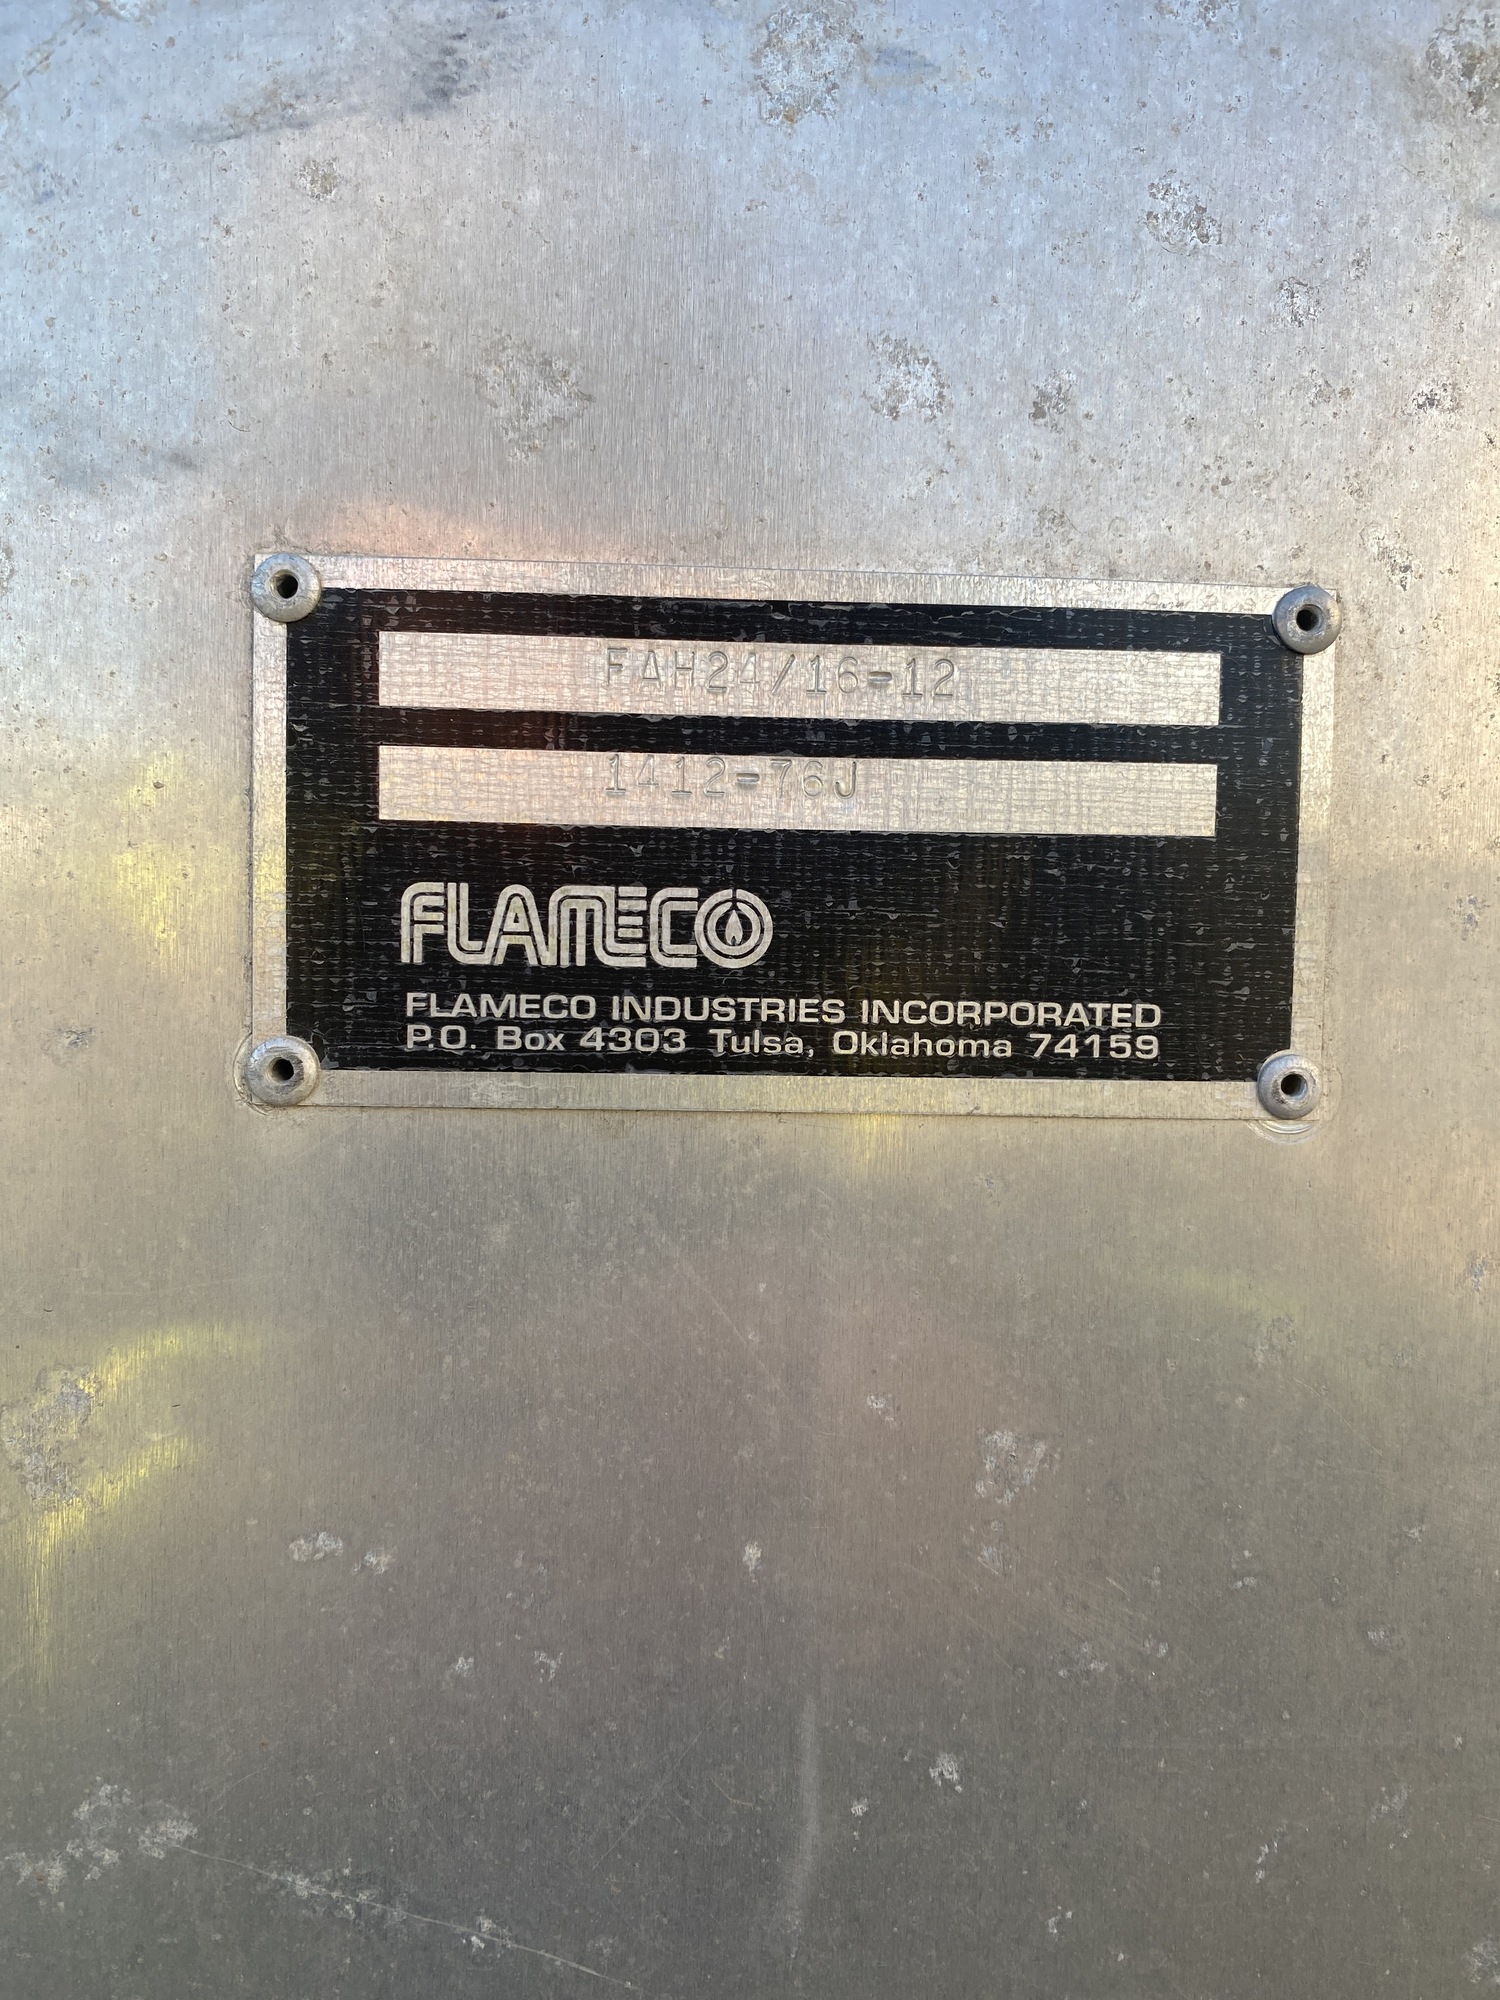 FAH24/16-12
1412-76J
FLAMECO
FLAMECO INDUSTRIES INCORPORATED
P.O. Box 4303 Tulsa, Oklahoma 74159